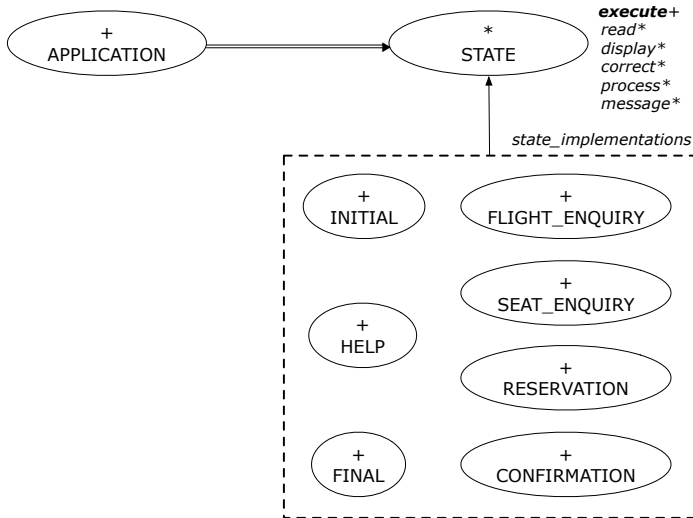 +
APPLICATION
*
STATE
execute+
read*
display*
correct*
process*
message*
state_implementations
+
INITIAL
+
FLIGHT_ENQUIRY
+
SEAT_ENQUIRY
+
HELP
+
RESERVATION
+
FINAL
+
CONFIRMATION